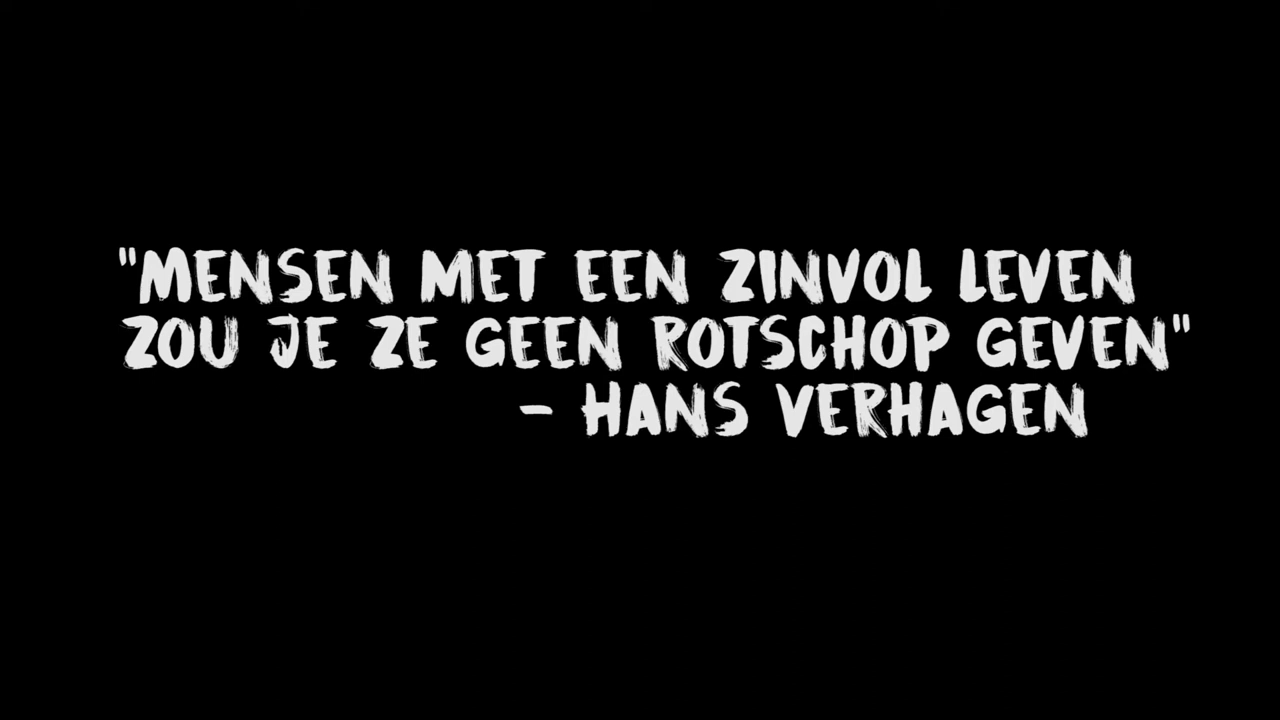 "MENSEN MET EEN ZINVOL LEVEN
ZOU JE ZE GEEN ROTSCHOP GEVEN"
- HANS VERHAGEN